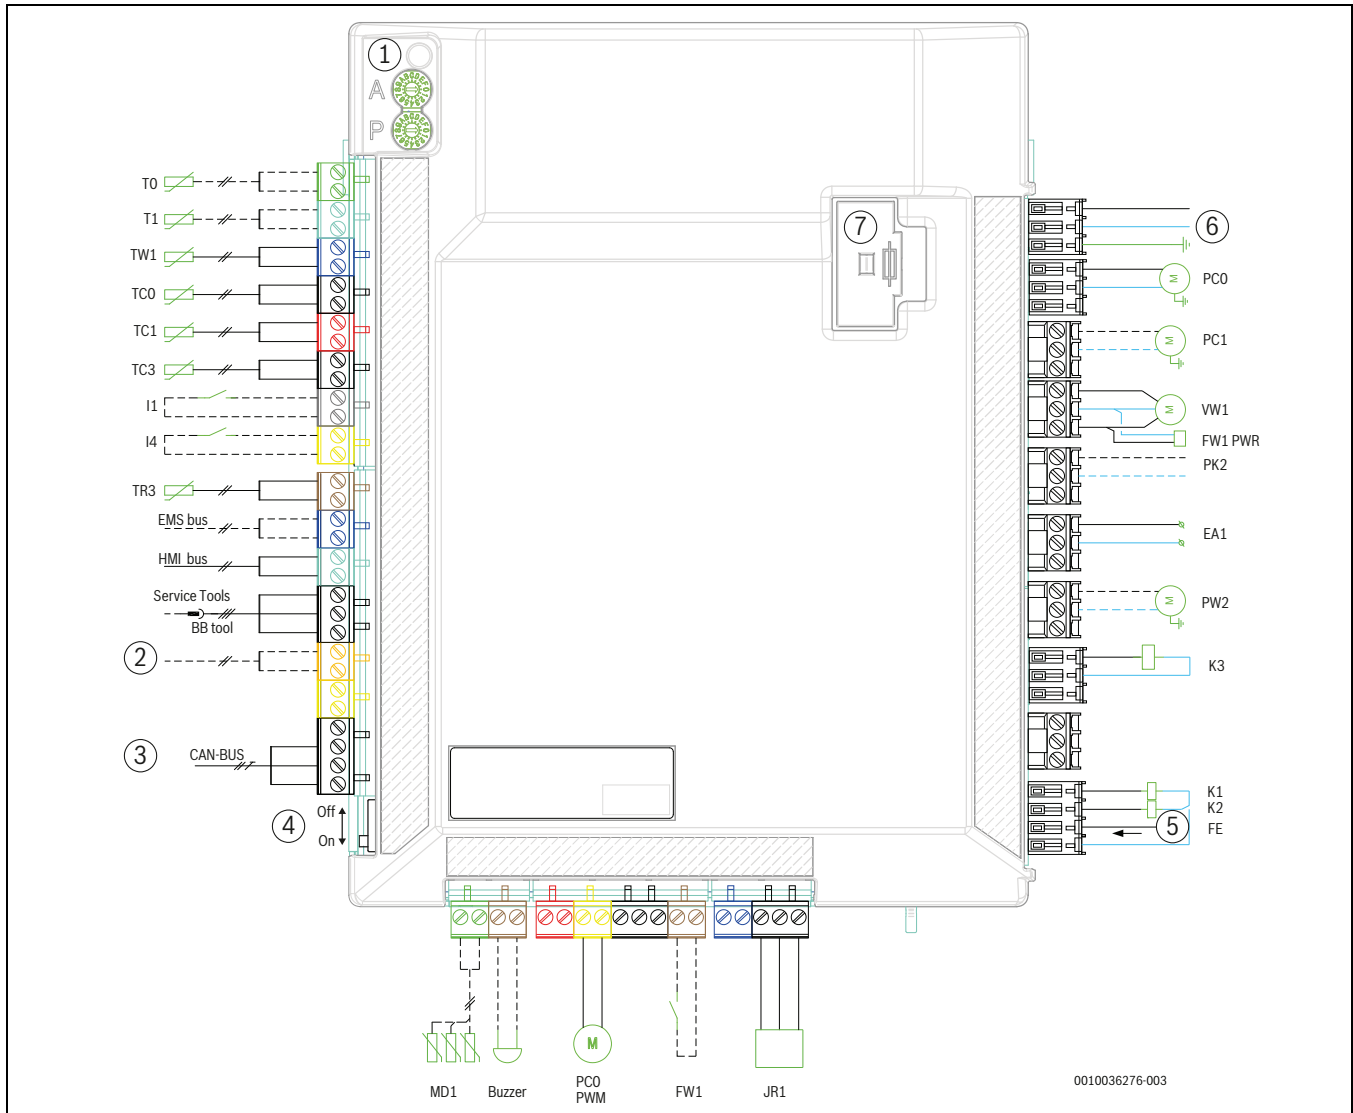 1
A
P
T0
T1
TW1
TC0
TC1
TC3
I1
I4
TR3
EMS bus
HMI bus
Service Tools
BB tool
2
3
CAN-BUS
4
Off
On
7
6
PC0
M
PC1
M
VW1
M
FW1 PWR
PK2
EA1
PW2
M
K3
K1
K2
5
FE
MD1
Buzzer
M
PC0
PWM
FW1
JR1
0010036276-003